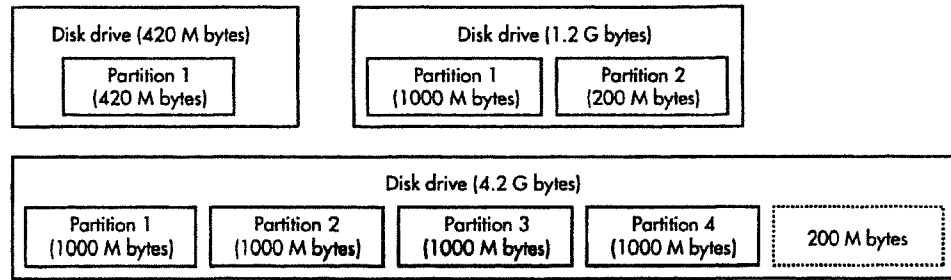 Disk drive (420 M bytes)
Partition 1
(420 M bytes)
Disk drive (1.2 G bytes)
Partition 1
(1000 M bytes)
Partition 2
(200 M bytes)
Disk drive (4.2 G bytes)
Partition 1
(1000 M bytes)
Partition 2
(1000 M bytes)
Partition 3
(1000 M bytes)
Partition 4
(1000 M bytes)
200 M bytes